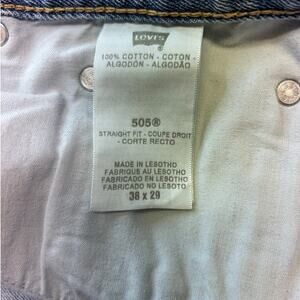 LEVI'S
100% COTTON - COTON -
ALGODÓN - ALGODÃO
505®
STRAIGHT FIT - COUPE DROIT
- CORTE RECTO
MADE IN LESOTHO
FABRIQUE AU LESOTHO
FABRICADO EN LESOTHO
FABRICADO NO LESOTO
38 x 29